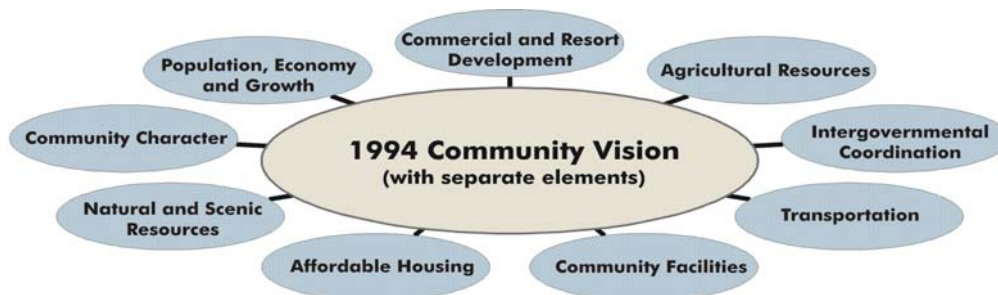 Commercial and Resort
Development
Population, Economy
and Growth
Agricultural Resources
Community Character
1994 Community Vision
(with separate elements)
Intergovernmental
Coordination
Natural and Scenic
Resources
Transportation
Affordable Housing
Community Facilities